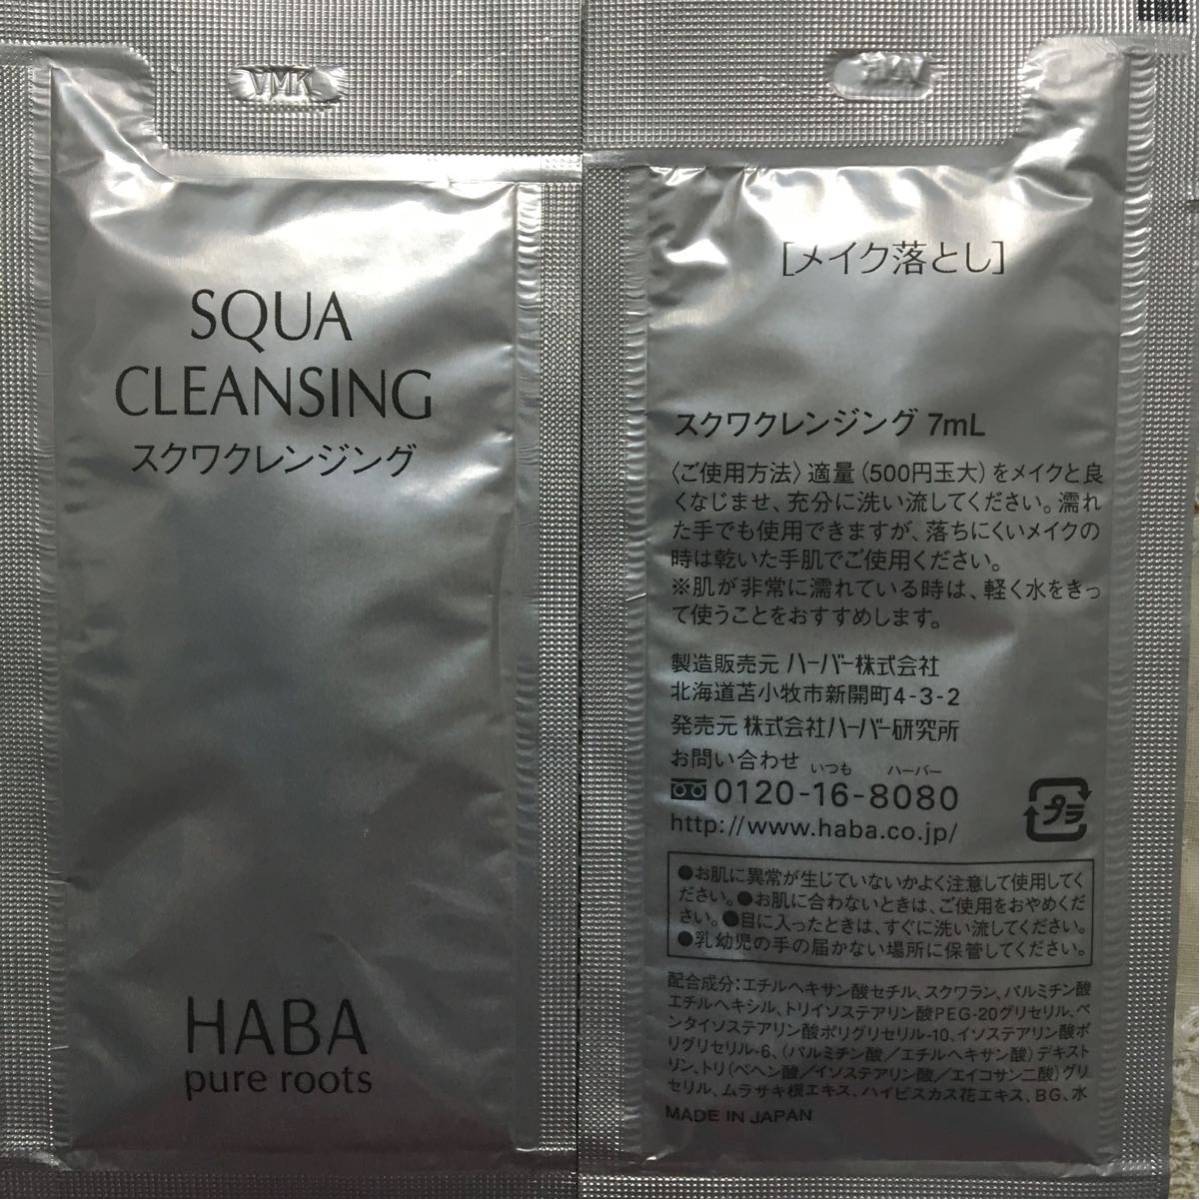 VMK
SQUA
CLEANSING
スクワクレンジング
HABA
pure roots
［メイク落とし］
スクワクレンジング 7mL
〈ご使用方法〉適量（500円玉大）をメイクと良
くなじませ、充分に洗い流してください。濡れ
た手でも使用できますが、落ちにくいメイクの
時は乾いた手肌でご使用ください。
※肌が非常に濡れている時は、軽く水をきっ
て使うことをおすすめします。
製造販売元 ハーバー株式会社
北海道苫小牧市新開町4-3-2
発売元 株式会社ハーバー研究所
お問い合わせ いつも ハーバー
0120-16-8080
http://www.haba.co.jp/
プラ
●お肌に異常が生じていないかよく注意して使用してく
ださい。●お肌に合わないときは、ご使用をおやめくだ
さい。●目に入ったときは、すぐに洗い流してください。
●乳幼児の手の届かない場所に保管してください。
配合成分：エチルヘキサン酸セチル、スクワラン、パルミチン酸
エチルヘキシル、トリイソステアリン酸PEG-20グリセリル、ペ
ンタイソステアリン酸ポリグリセリル-10、イソステアリン酸ポ
リグリセリル-6、（パルミチン酸／エチルヘキサン酸）デキスト
リン、トリ（ベヘン酸／イソステアリン酸／エイコサン二酸）グリ
セリル、ムラサキ根エキス、ハイビスカス花エキス、BG、水
MADE IN JAPAN